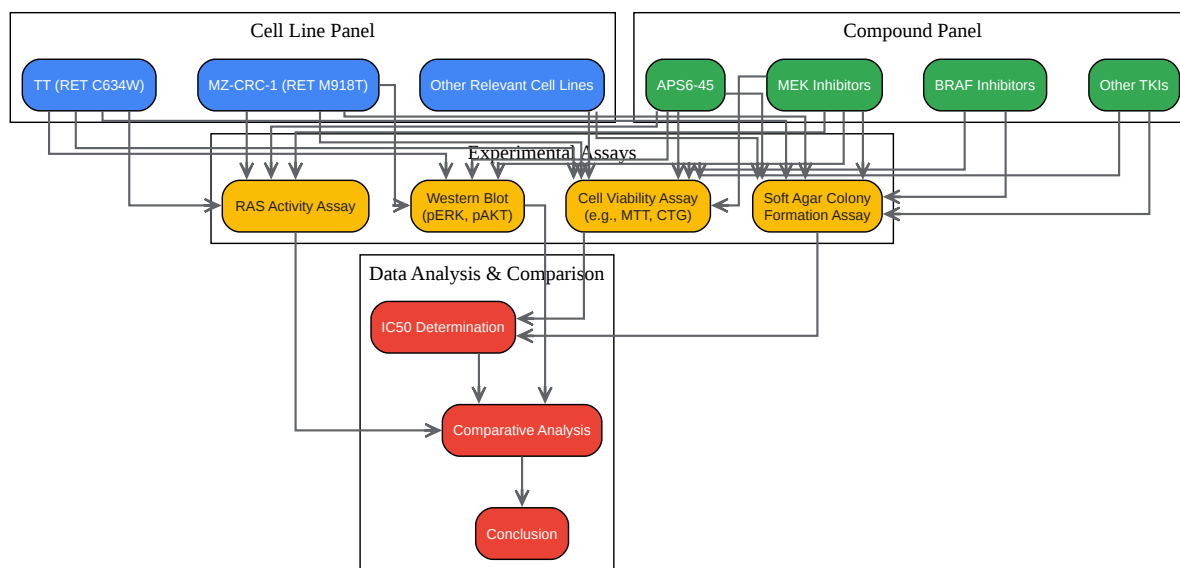 Cell Line Panel
Compound Panel
TT (RET C634W)
MZ-CRC-1 (RET M918T)
Other Relevant Cell Lines
APS6-45
MEK Inhibitors
BRAF Inhibitors
Other TKIs
Experimental Assays
RAS Activity Assay
Western Blot
(pERK, pAKT)
Cell Viability Assay
(e.g., MTT, CTG)
Soft Agar Colony
Formation Assay
Data Analysis & Comparison
IC50 Determination
Comparative Analysis
Conclusion